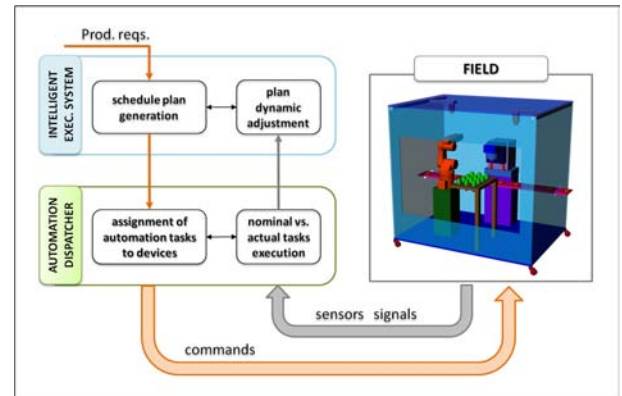 Prod. reqs.
INTELLIGENT
EXEC. SYSTEM
schedule plan
generation
plan
dynamic
adjustment
FIELD
AUTOMATION
DISPATCHER
assignment of
automation tasks
to devices
nominal vs.
actual tasks
execution
sensors signals
commands